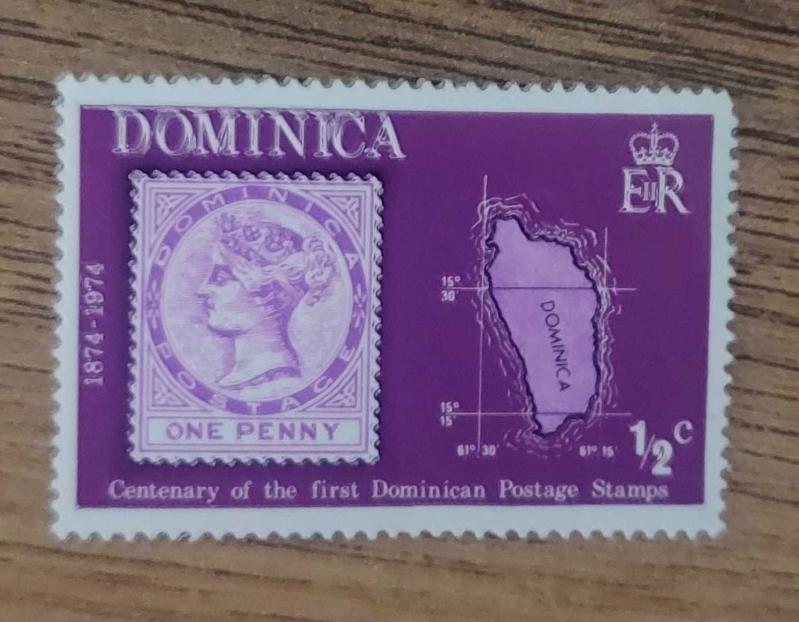 DOMINICA
EIIR
1874-1974
DOMINICA
POSTAGE
ONE PENNY
15°
30'
DOMINICA
15°
15'
61° 30'
61° 15'
1/2 c
Centenary of the first Dominican Postage Stamps